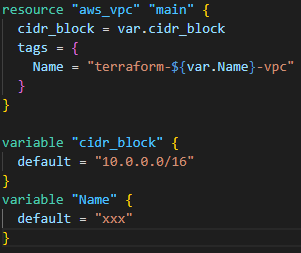 resource "aws_vpc" "main" {
  cidr_block = var.cidr_block
  tags = {
    Name = "terraform-${var.Name}-vpc"
  }
}

variable "cidr_block" {
  default = "10.0.0.0/16"
}
variable "Name" {
  default = "xxx"
}